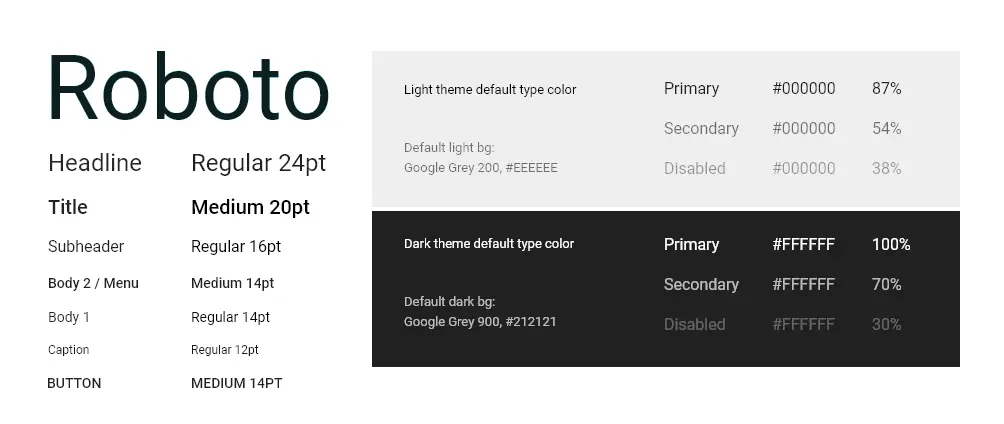 Roboto
Headline Regular 24pt
Title Medium 20pt
Subheader Regular 16pt
Body 2 / Menu Medium 14pt
Body 1 Regular 14pt
Caption Regular 12pt
BUTTON MEDIUM 14PT
Light theme default type color
Default light bg:
Google Grey 200, #EEEEEE
Primary #000000 87%
Secondary #000000 54%
Disabled #000000 38%
Dark theme default type color
Default dark bg:
Google Grey 900, #212121
Primary #FFFFFF 100%
Secondary #FFFFFF 70%
Disabled #FFFFFF 30%